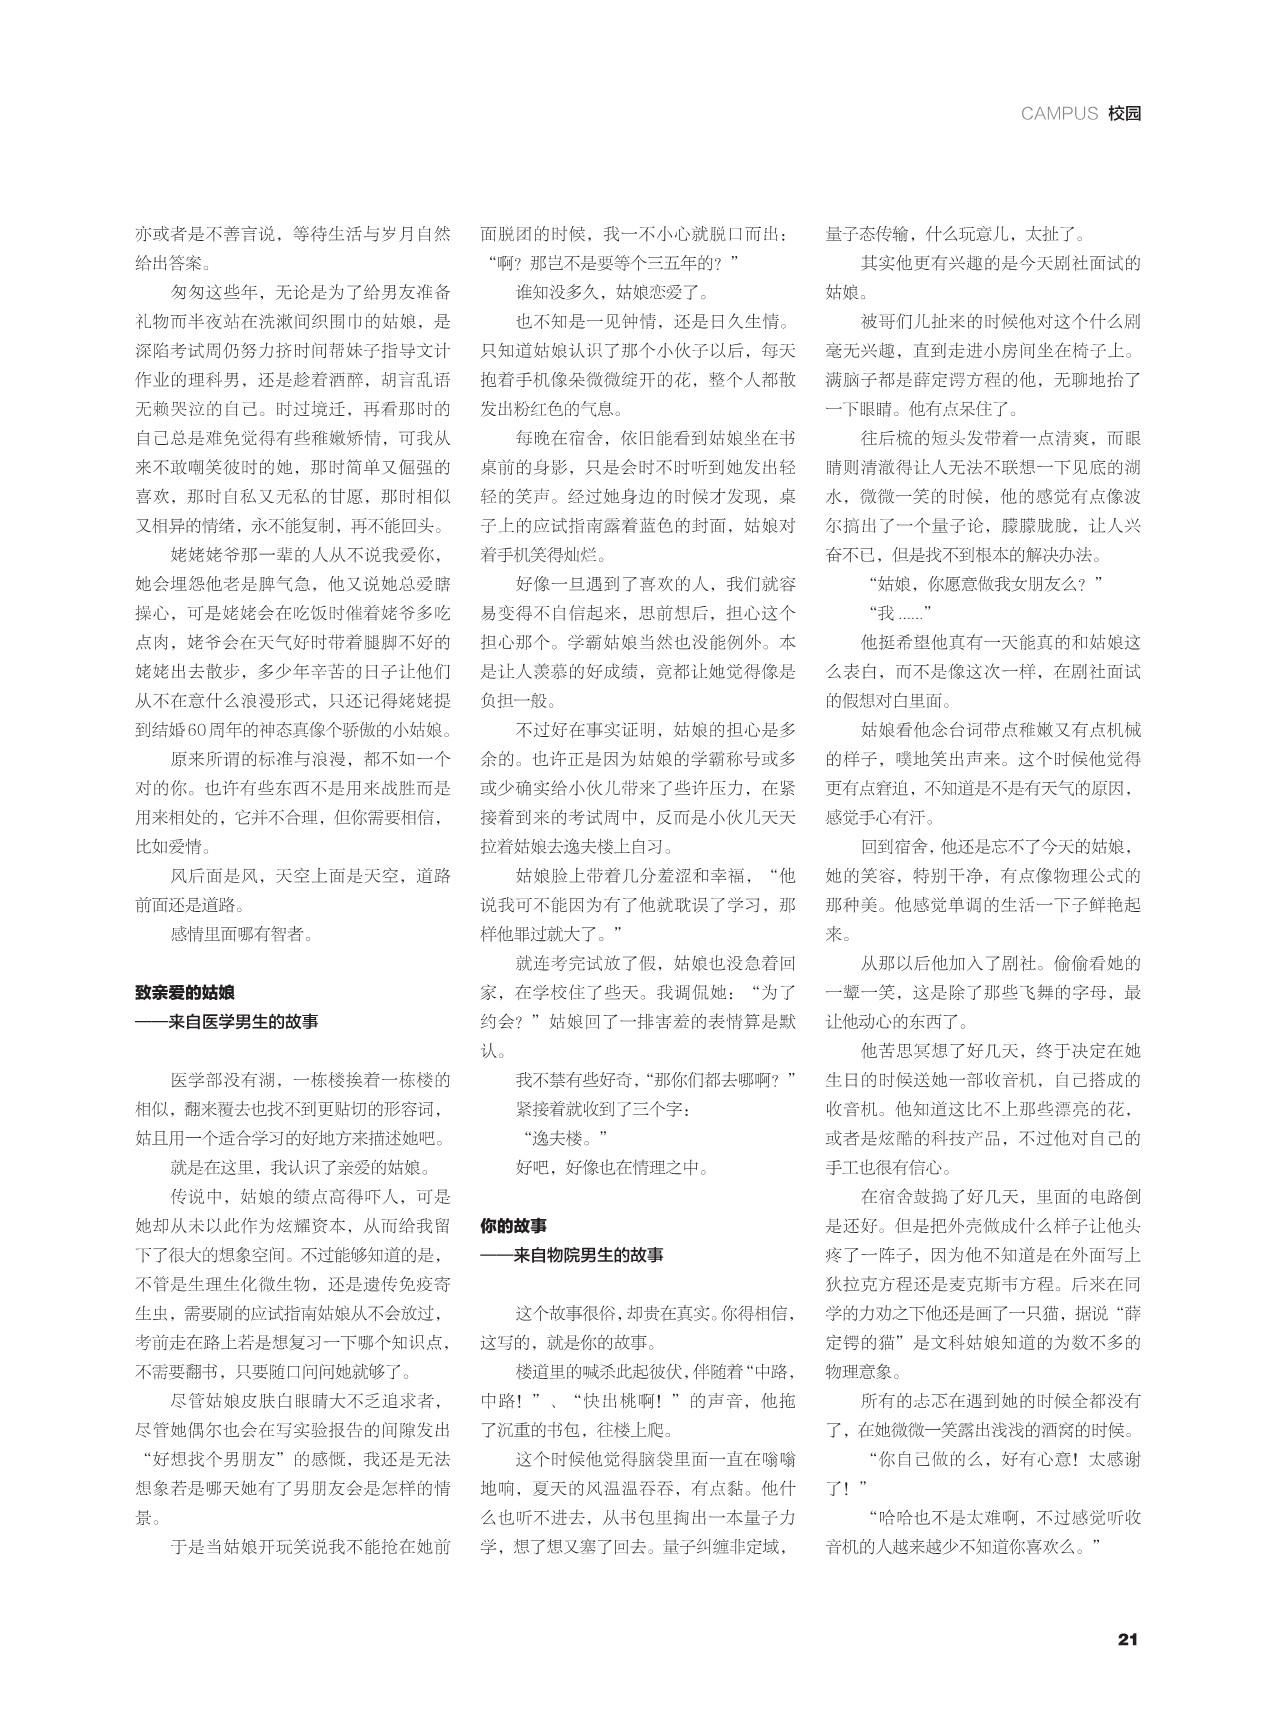 CAMPUS 校园
亦或者是不善言说，等待生活与岁月自然
给出答案。
匆匆这些年，无论是为了给男友准备
礼物而半夜站在洗漱间织围巾的姑娘，是
深陷考试周仍努力挤时间帮妹子指导文计
作业的理科男，还是趁着酒醉，胡言乱语
无赖哭泣的自己。时过境迁，再看那时的
自己总是难免觉得有些稚嫩矫情，可我从
来不敢嘲笑彼时的她，那时简单又倔强的
喜欢，那时自私又无私的甘愿，那时相似
又相异的情绪，永不能复制，再不能回头。
姥姥姥爷那一辈的人从不说我爱你，
她会埋怨他老是脾气急，他又说她总爱瞎
操心，可是姥姥会在吃饭时催着姥爷多吃
点肉，姥爷会在天气好时带着腿脚不好的
姥姥出去散步，多少年辛苦的日子让他们
从不在意什么浪漫形式，只还记得姥姥提
到结婚60周年的神态真像个骄傲的小姑娘。
原来所谓的标准与浪漫，都不如一个
对的你。也许有些东西不是用来战胜而是
用来相处的，它并不合理，但你需要相信，
比如爱情。
风后面是风，天空上面是天空，道路
前面还是道路。
感情里面哪有智者。
致亲爱的姑娘
——来自医学男生的故事
医学部没有湖，一栋楼挨着一栋楼的
相似，翻来覆去也找不到更贴切的形容词，
姑且用一个适合学习的好地方来描述她吧。
就是在这里，我认识了亲爱的姑娘。
传说中，姑娘的绩点高得吓人，可是
她却从未以此作为炫耀资本，从而给我留
下了很大的想象空间。不过能够知道的是，
不管是生理生化微生物，还是遗传免疫寄
生虫，需要刷的应试指南姑娘从不会放过，
考前走在路上若是想复习一下哪个知识点，
不需要翻书，只要随口问问她就够了。
尽管姑娘皮肤白眼睛大不乏追求者，
尽管她偶尔也会在写实验报告的间隙发出
“好想找个男朋友”的感慨，我还是无法
想象若是哪天她有了男朋友会是怎样的情
景。
于是当姑娘开玩笑说我不能抢在她前
面脱团的时候，我一不小心就脱口而出：
“啊？那岂不是要等个三五年的？”
谁知没多久，姑娘恋爱了。
也不知是一见钟情，还是日久生情。
只知道姑娘认识了那个小伙子以后，每天
抱着手机像朵微微绽开的花，整个人都散
发出粉红色的气息。
每晚在宿舍，依旧能看到姑娘坐在书
桌前的身影，只是会时不时听到她发出轻
轻的笑声。经过她身边的时候才发现，桌
子上的应试指南露着蓝色的封面，姑娘对
着手机笑得灿烂。
好像一旦遇到了喜欢的人，我们就容
易变得不自信起来，思前想后，担心这个
担心那个。学霸姑娘当然也没能例外。本
是让人羡慕的好成绩，竟都让她觉得像是
负担一般。
不过好在事实证明，姑娘的担心是多
余的。也许正是因为姑娘的学霸称号或多
或少确实给小伙儿带来了些许压力，在紧
接着到来的考试周中，反而是小伙儿天天
拉着姑娘去逸夫楼上自习。
姑娘脸上带着几分羞涩和幸福，“他
说我可不能因为有了他就耽误了学习，那
样他罪过就大了。”
就连考完试放了假，姑娘也没急着回
家，在学校住了些天。我调侃她：“为了
约会？”姑娘回了一排害羞的表情算是默
认。
我不禁有些好奇，“那你们都去哪啊？”
紧接着就收到了三个字：
“逸夫楼。”
好吧，好像也在情理之中。
你的故事
——来自物院男生的故事
这个故事很俗，却贵在真实。你得相信，
这写的，就是你的故事。
楼道里的喊杀此起彼伏，伴随着“中路，
中路！”、“快出桃啊！”的声音，他拖
了沉重的书包，往楼上爬。
这个时候他觉得脑袋里面一直在嗡嗡
地响，夏天的风温温吞吞，有点黏。他什
么也听不进去，从书包里掏出一本量子力
学，想了想又塞了回去。量子纠缠非定域，
量子态传输，什么玩意儿，太扯了。
其实他更有兴趣的是今天剧社面试的
姑娘。
被哥们儿扯来的时候他对这个什么剧
毫无兴趣，直到走进小房间坐在椅子上。
满脑子都是薛定谔方程的他，无聊地抬了
一下眼睛。他有点呆住了。
往后梳的短头发带着一点清爽，而眼
睛则清澈得让人无法不联想一下见底的湖
水，微微一笑的时候，他的感觉有点像波
尔搞出了一个量子论，朦朦胧胧，让人兴
奋不已，但是找不到根本的解决办法。
“姑娘，你愿意做我女朋友么？”
“我......”
他挺希望他真有一天能真的和姑娘这
么表白，而不是像这次一样，在剧社面试
的假想对白里面。
姑娘看他念台词带点稚嫩又有点机械
的样子，噗地笑出声来。这个时候他觉得
更有点窘迫，不知道是不是有天气的原因，
感觉手心有汗。
回到宿舍，他还是忘不了今天的姑娘，
她的笑容，特别干净，有点像物理公式的
那种美。他感觉单调的生活一下子鲜艳起
来。
从那以后他加入了剧社。偷偷看她的
一颦一笑，这是除了那些飞舞的字母，最
让他动心的东西了。
他苦思冥想了好几天，终于决定在她
生日的时候送她一部收音机，自己搭成的
收音机。他知道这比不上那些漂亮的花，
或者是炫酷的科技产品，不过他对自己的
手工也很有信心。
在宿舍鼓捣了好几天，里面的电路倒
是还好。但是把外壳做成什么样子让他头
疼了一阵子，因为他不知道是在外面写上
狄拉克方程还是麦克斯韦方程。后来在同
学的力劝之下他还是画了一只猫，据说“薛
定锷的猫”是文科姑娘知道的为数不多的
物理意象。
所有的忐忑在遇到她的时候全都没有
了，在她微微一笑露出浅浅的酒窝的时候。
“你自己做的么，好有心意！太感谢
了！”
“哈哈也不是太难啊，不过感觉听收
音机的人越来越少不知道你喜欢么。”
21